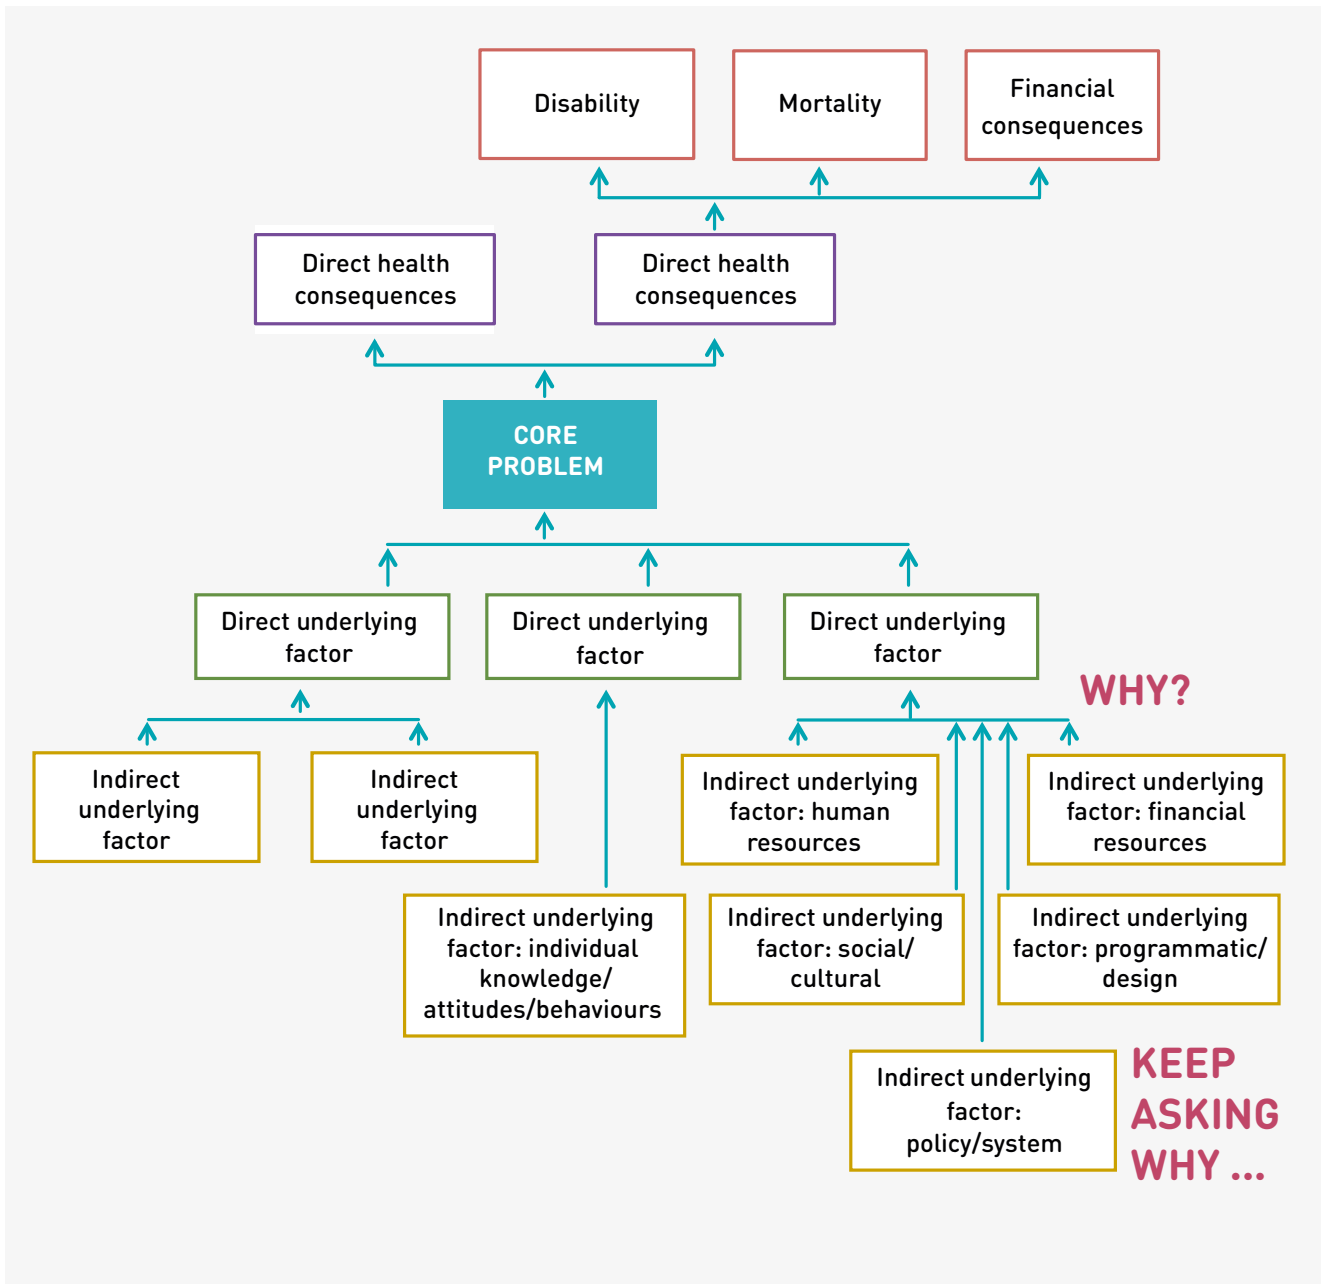 Disability
Mortality
Financial
consequences
Direct health
consequences
Direct health
consequences
CORE
PROBLEM
Direct underlying
factor
Direct underlying
factor
Direct underlying
factor
WHY?
Indirect
underlying
factor
Indirect
underlying
factor
Indirect underlying
factor: human
resources
Indirect underlying
factor: financial
resources
Indirect underlying
factor: individual
knowledge/
attitudes/behaviours
Indirect underlying
factor: social/
cultural
Indirect underlying
factor: programmatic/
design
Indirect underlying
factor:
policy/system
KEEP
ASKING
WHY ...